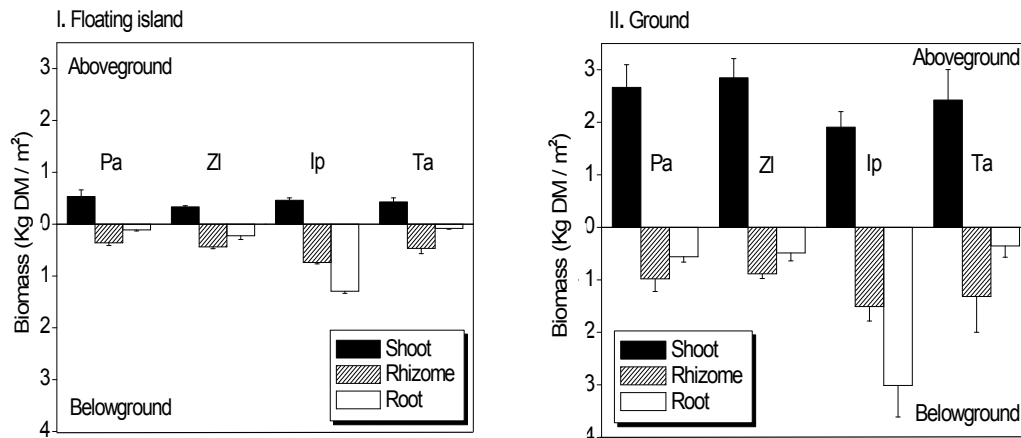 I. Floating island
Biomass (Kg DM / m²)
3
2
1
0
1
2
3
4
Aboveground
Pa
Zl
Ip
Ta
Shoot
Rhizome
Root
Belowground
II. Ground
Biomass (Kg DM / m²)
3
2
1
0
1
2
3
4
Aboveground
Pa
Zl
Ip
Ta
Shoot
Rhizome
Root
Belowground